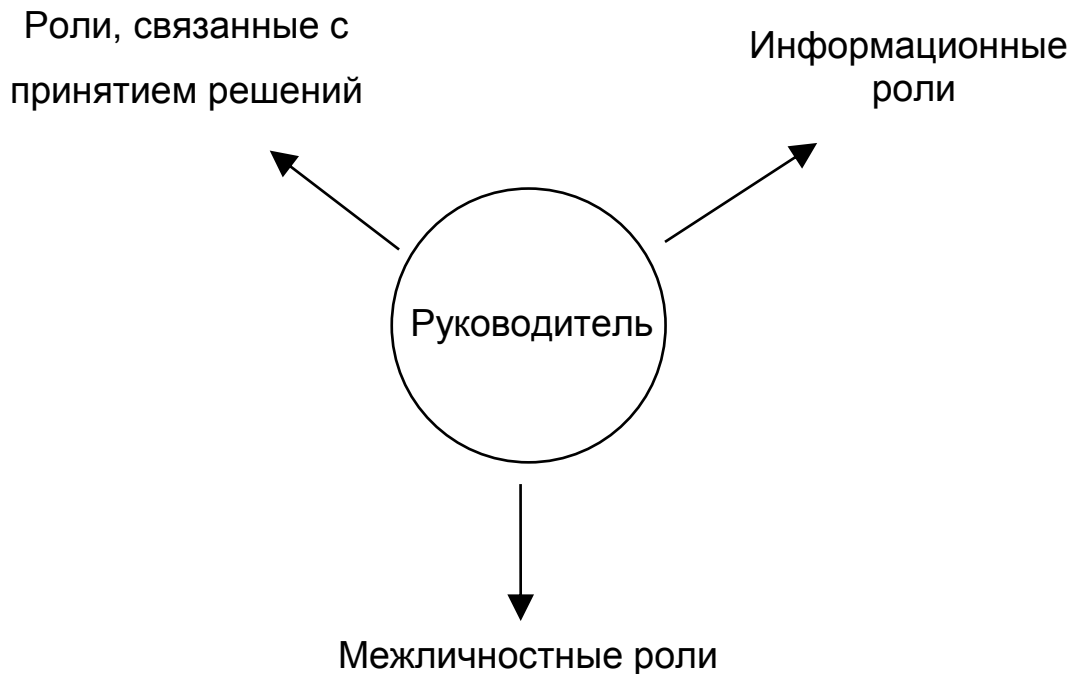 Роли, связанные с
принятием решений
Информационные
роли
Руководитель
Межличностные роли